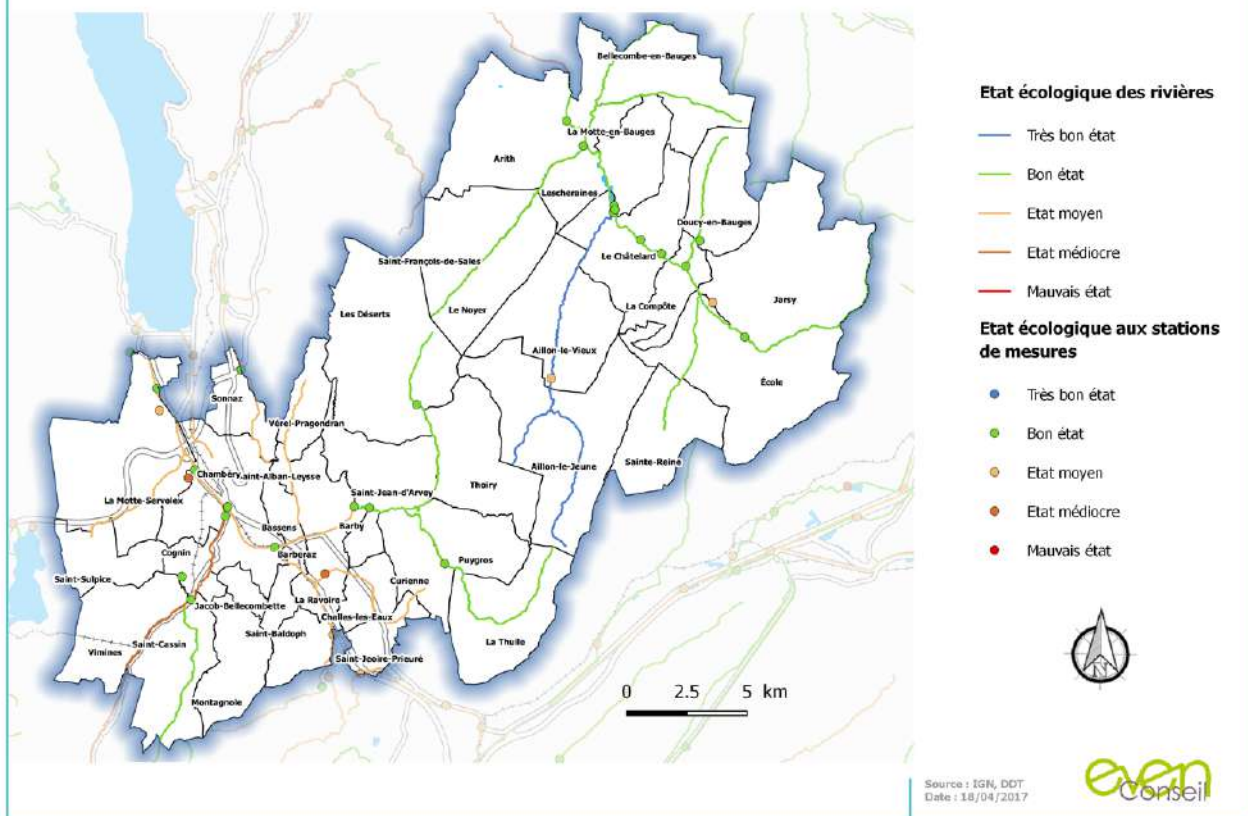 Bellecombe-en-Bauges
La Motte-en-Bauges
Arith
Lescheraines
Doucy-en-Bauges
Le Châtelard
Saint-François-de-Sales
La Compôte
Jarsy
Le Noyer
Les Déserts
Aillon-le-Vieux
École
Sonnaz
Vérel-Pragondran
Aillon-le-Jeune
Sainte-Reine
Chambéry
Saint-Alban-Leysse
Thoiry
La Motte-Servolex
Saint-Jean-d'Arvey
Bassens
Barby
Cognin
Barberaz
Puygros
Saint-Sulpice
Curienne
La Ravoire
Jacob-Bellecombette
Challes-les-Eaux
Saint-Baldoph
La Thuile
Saint-Cassin
Vimines
Saint-Jeoire-Prieuré
Montagnole
0 2.5 5 km
Etat écologique des rivières
Très bon état
Bon état
Etat moyen
Etat médiocre
Mauvais état
Etat écologique aux stations
de mesures
Très bon état
Bon état
Etat moyen
Etat médiocre
Mauvais état
N
Source : IGN, DDT
Date : 18/04/2017
even
Conseil